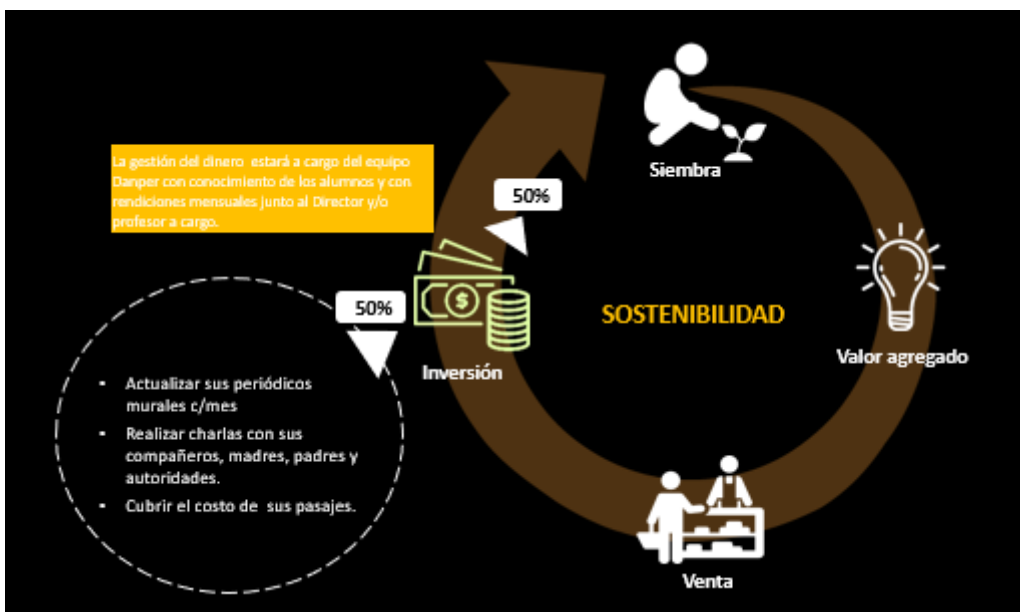 La gestión del dinero estará a cargo del equipo
Danper con conocimiento de los alumnos y con
rendiciones mensuales junto al Director y/o
profesor a cargo.
Siembra
50%
50%
SOSTENIBILIDAD
Valor agregado
Inversión
▪ Actualizar sus periódicos
murales c/mes
▪ Realizar charlas con sus
compañeros, madres, padres y
autoridades.
▪ Cubrir el costo de sus pasajes.
Venta